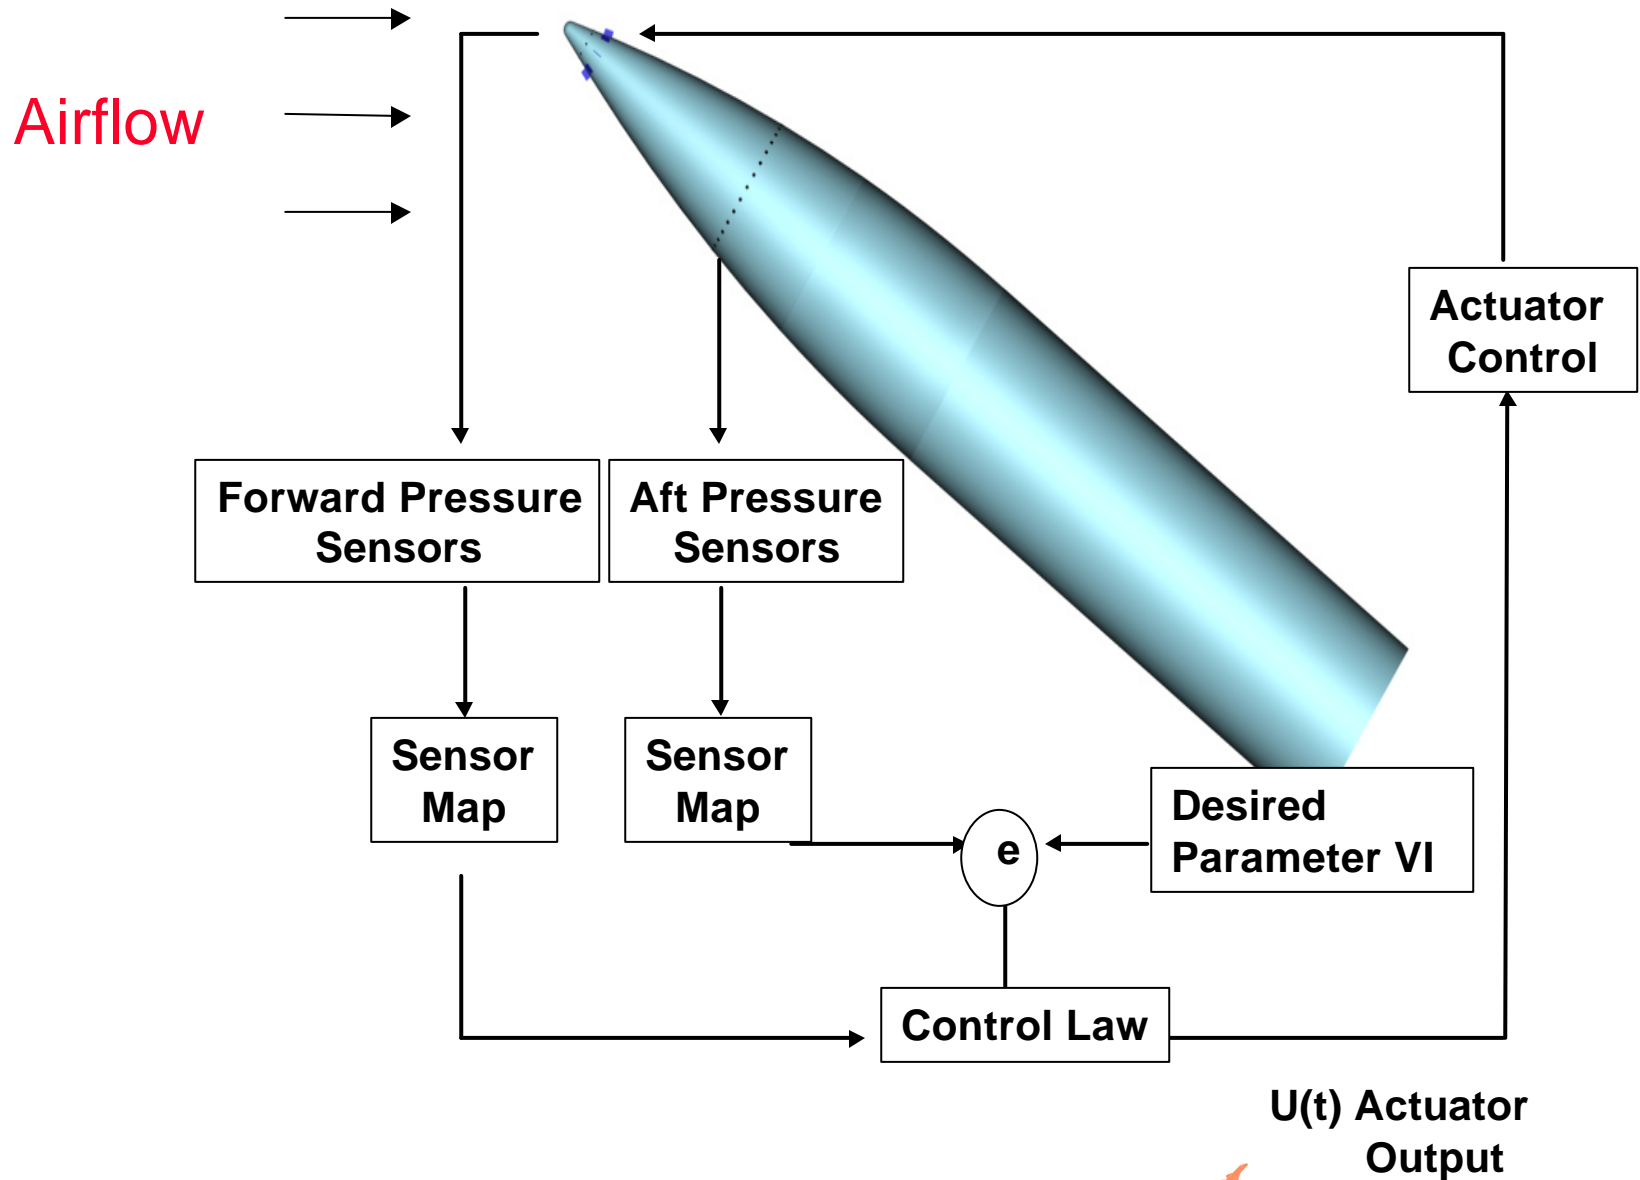 Airflow
Actuator
Control
Forward Pressure
Sensors
Aft Pressure
Sensors
Sensor
Map
Sensor
Map
e
Desired
Parameter VI
Control Law
U(t) Actuator
Output